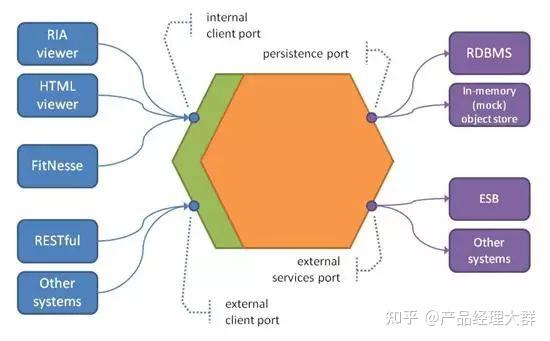 RIA
viewer
HTML
viewer
FitNesse
RESTful
Other
systems
internal
client port
external
client port
persistence port
external
services port
RDBMS
In-memory
(mock)
object store
ESB
Other
systems
知乎 @产品经理大群